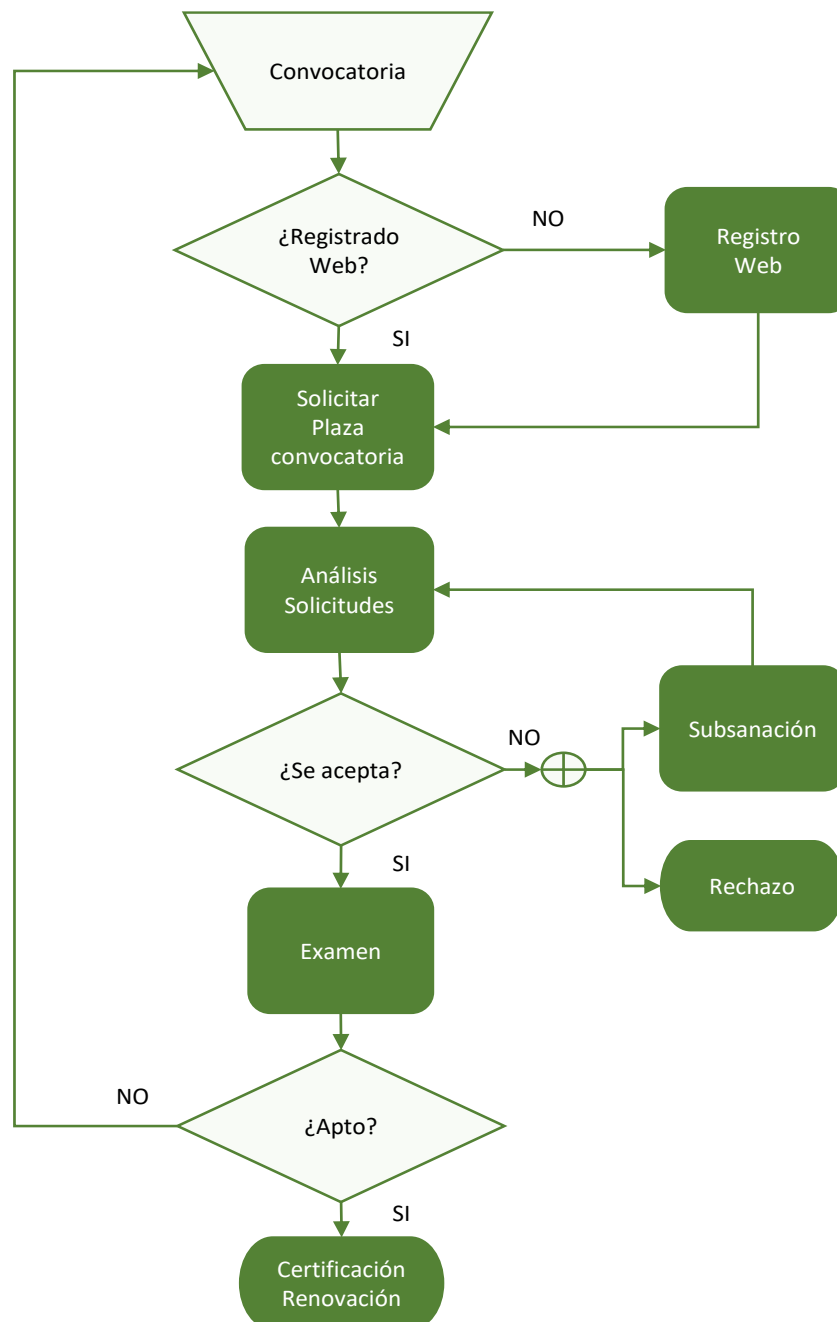 Convocatoria
¿Registrado
Web?
NO
Registro
Web
SI
Solicitar
Plaza
convocatoria
Análisis
Solicitudes
¿Se acepta?
NO
Subsanación
Rechazo
SI
Examen
¿Apto?
NO
SI
Certificación
Renovación